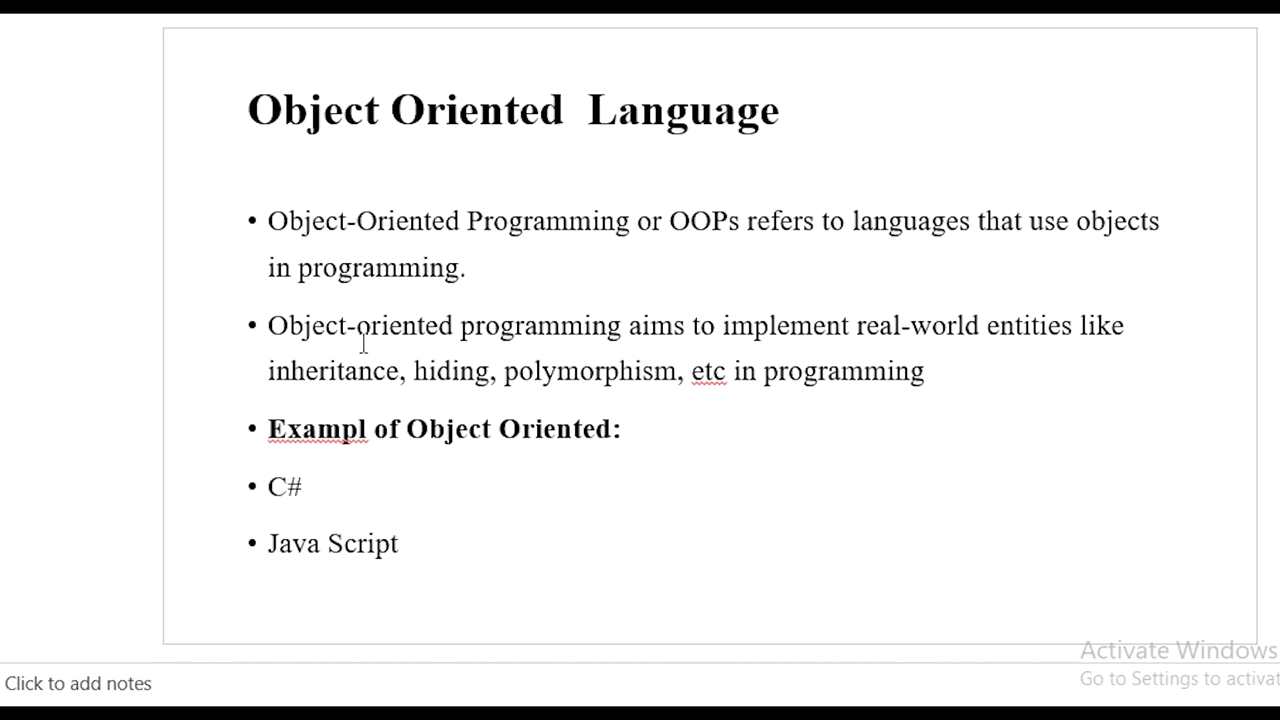 Object Oriented  Language
• Object-Oriented Programming or OOPs refers to languages that use objects
in programming.
• Object-oriented programming aims to implement real-world entities like
inheritance, hiding, polymorphism, etc in programming
• Exampl of Object Oriented:
• C#
• Java Script
Activate Windows
Go to Settings to activat
Click to add notes